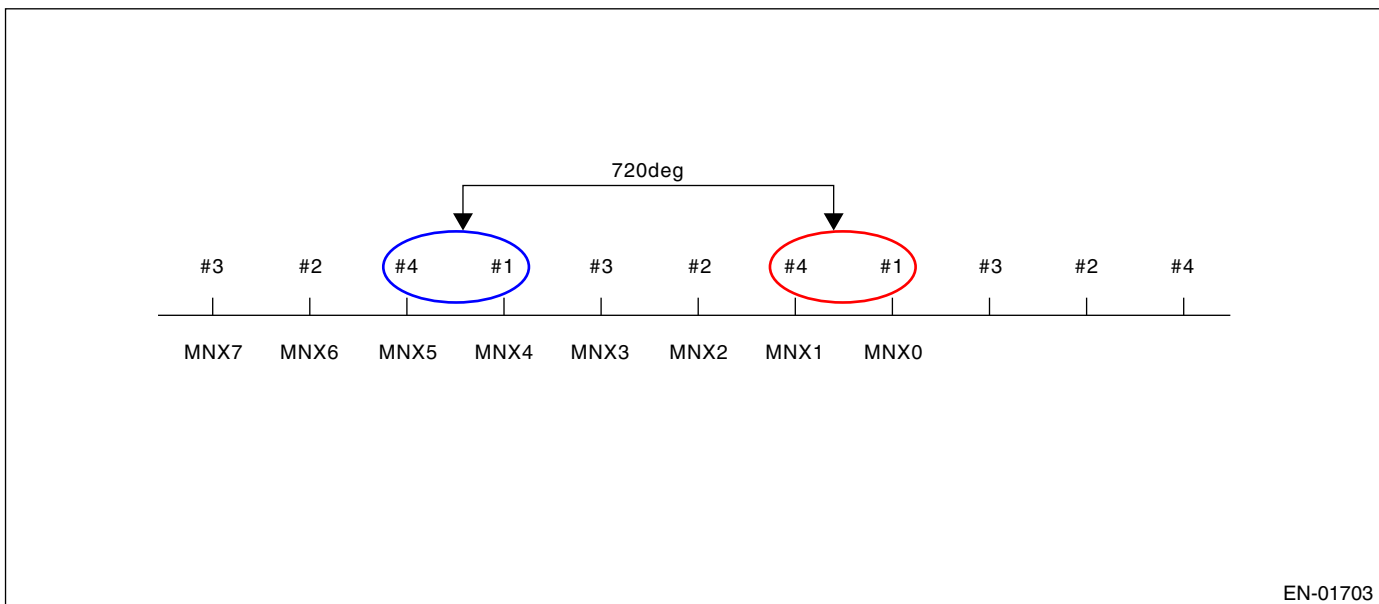 720deg
#3 #2 #4 #1 #3 #2 #4 #1 #3 #2 #4
MNX7 MNX6 MNX5 MNX4 MNX3 MNX2 MNX1 MNX0
EN-01703